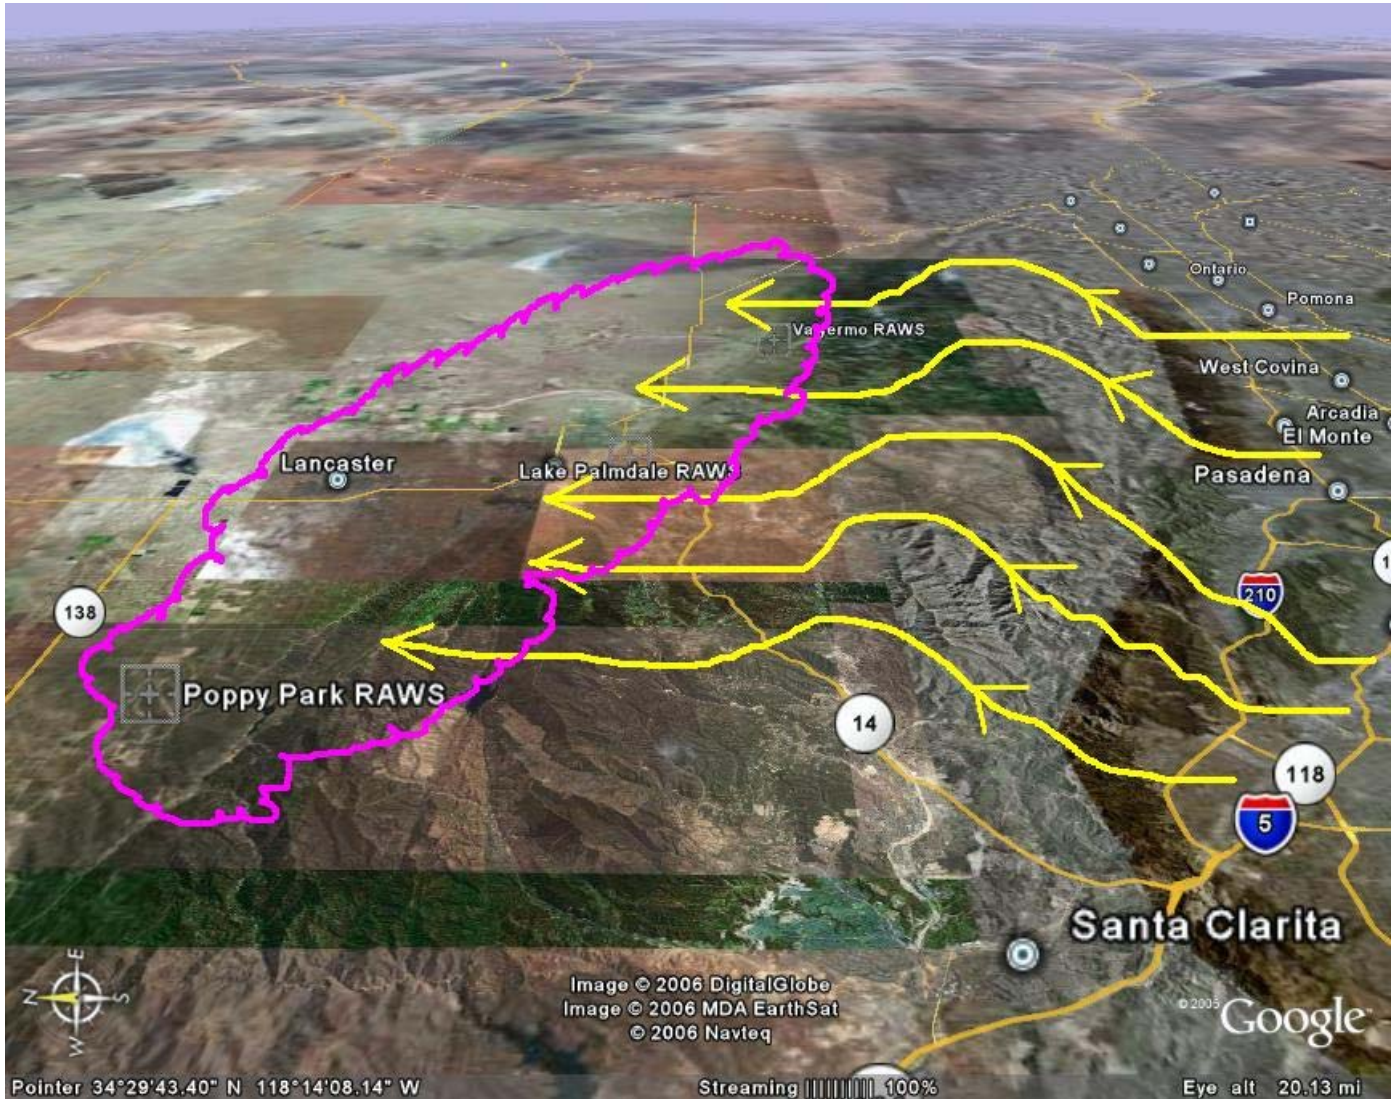 Ontario
Pomona
Valyermo RAWS
West Covina
Arcadia
El Monte
Lancaster
Lake Palmdale RAWS
Pasadena
210
138
Poppy Park RAWS
14
118
5
Santa Clarita
E
N
S
W
Image © 2006 DigitalGlobe
Image © 2006 MDA EarthSat
© 2006 Navteq
© 2005 Google
Pointer 34°29'43.40" N 118°14'08.14" W
Streaming |||||||||| 100%
Eye alt 20.13 mi